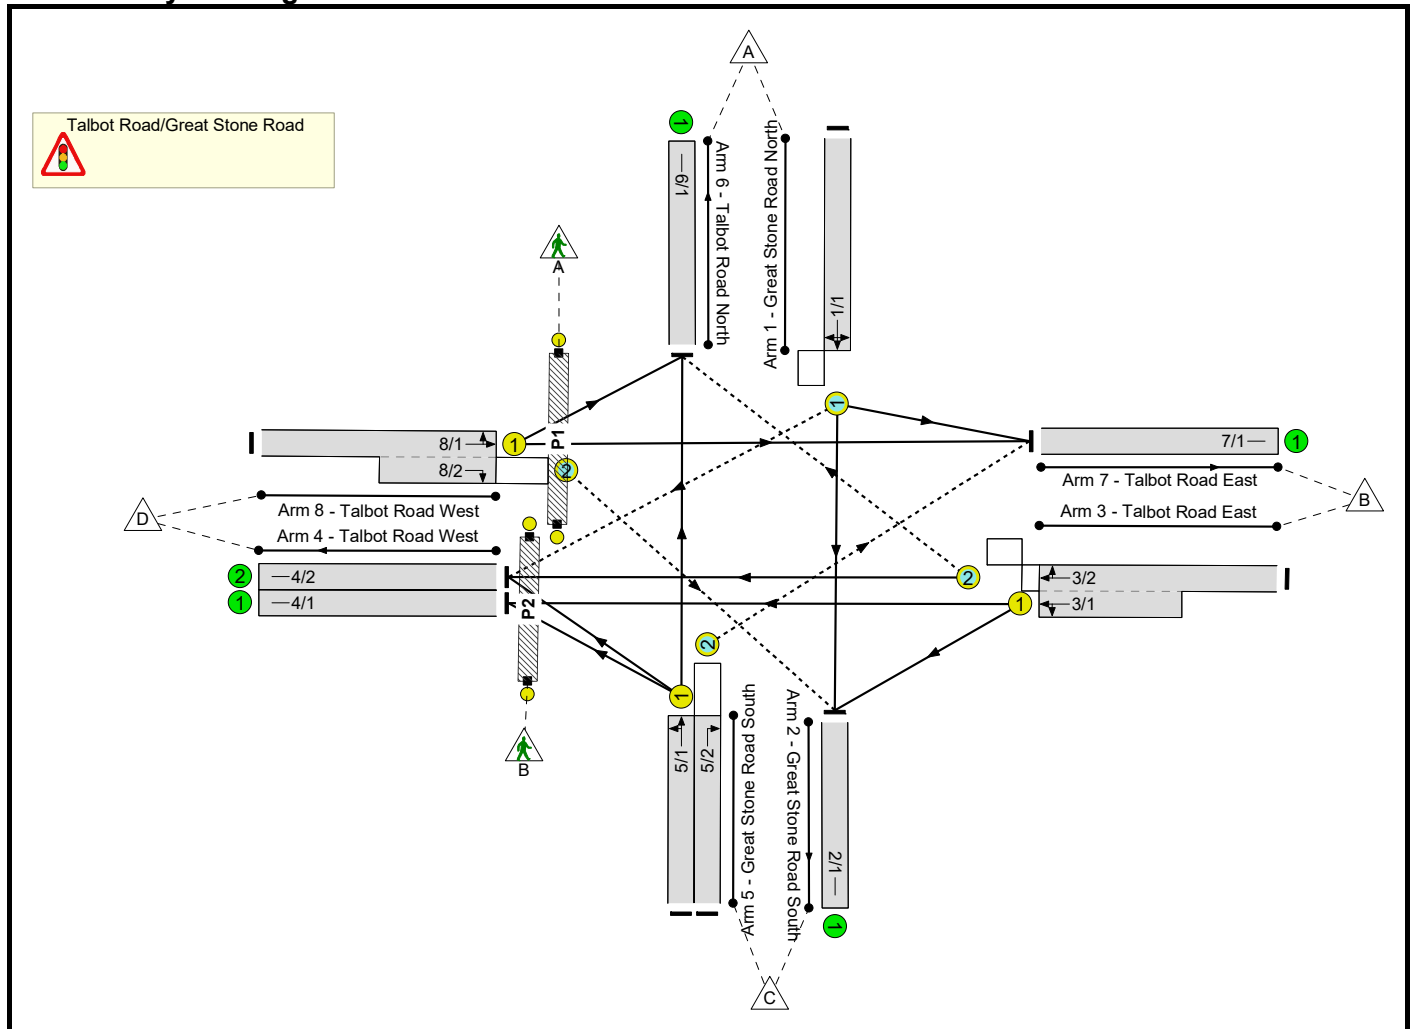 A
Talbot Road/Great Stone Road
1
6/1
Arm 6 - Talbot Road North
Arm 1 - Great Stone Road North
1/1
A
1
8/1
1
P1
8/2
2
7/1
1
Arm 7 - Talbot Road East
Arm 3 - Talbot Road East
B
Arm 8 - Talbot Road West
Arm 4 - Talbot Road West
D
2
4/2
1
4/1
P2
2
3/2
1
3/1
2
1
5/1
5/2
Arm 5 - Great Stone Road South
Arm 2 - Great Stone Road South
2/1
1
B
C